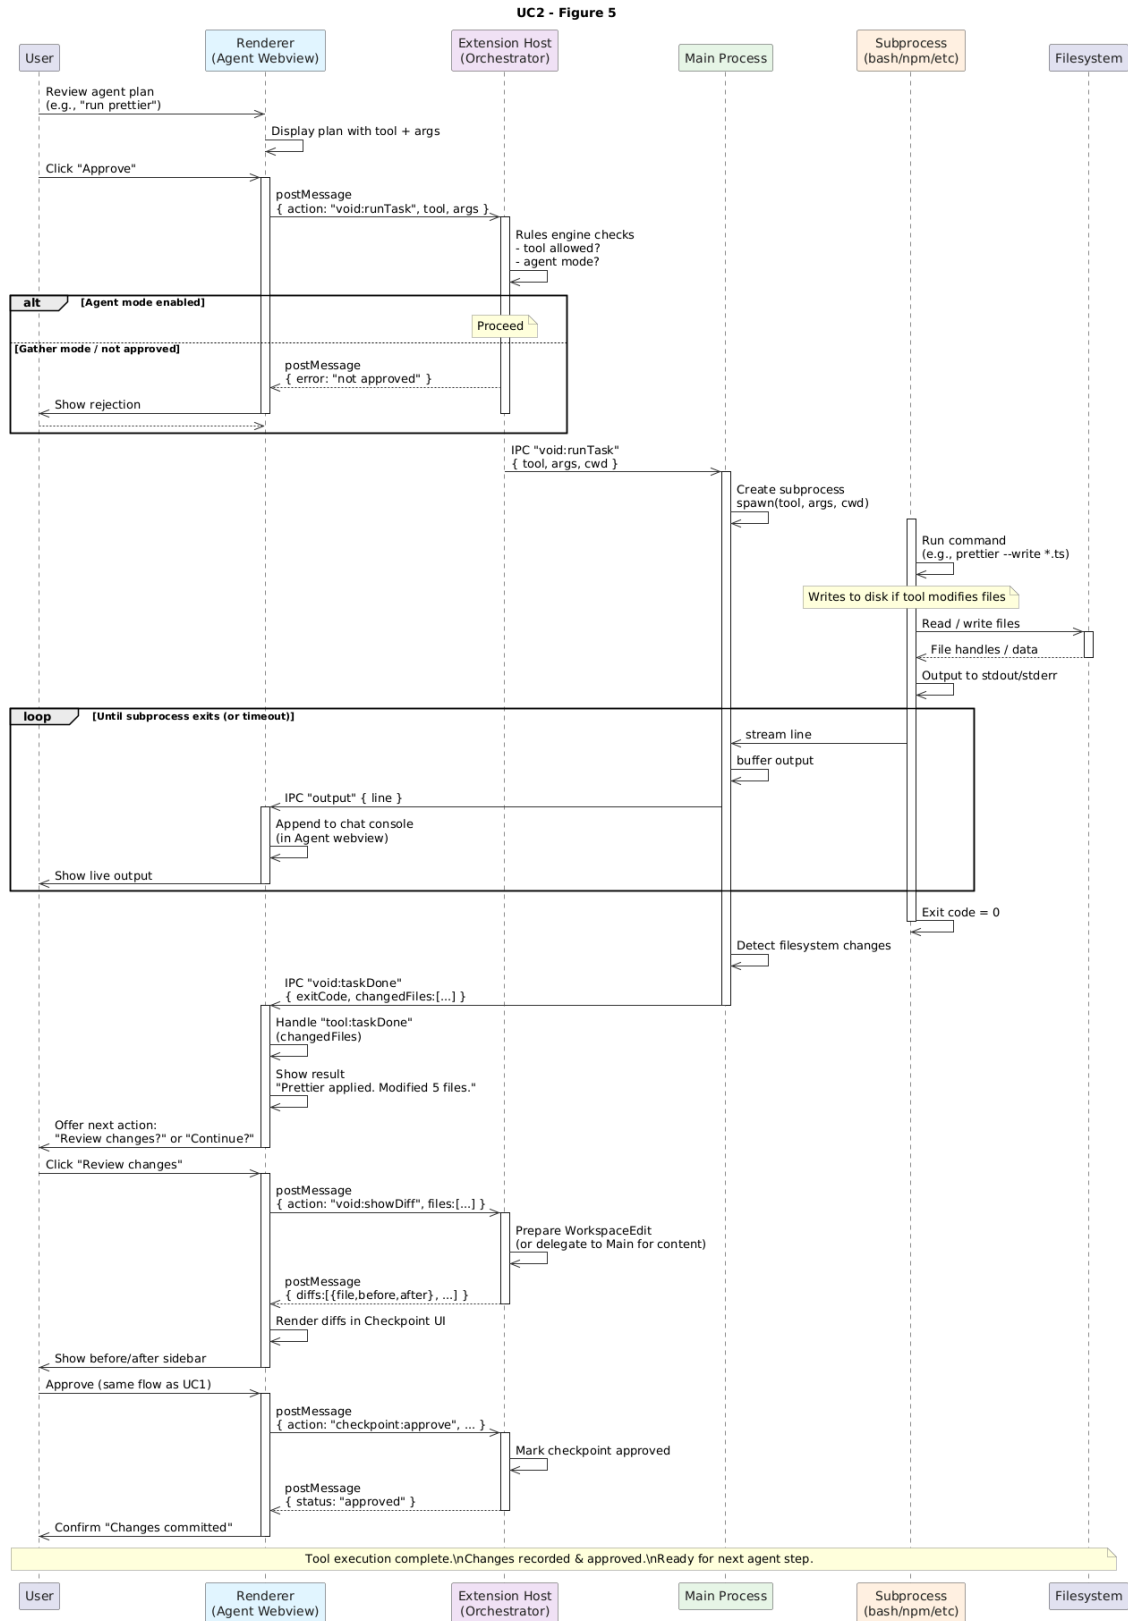 UC2 - Figure 5
User
Renderer
(Agent Webview)
Extension Host
(Orchestrator)
Main Process
Subprocess
(bash/npm/etc)
Filesystem
Review agent plan
(e.g., "run prettier")
Display plan with tool + args
Click "Approve"
postMessage
{ action: "void:runTask", tool, args }
Rules engine checks
- tool allowed?
- agent mode?
alt
[Agent mode enabled]
Proceed
[Gather mode / not approved]
postMessage
{ error: "not approved" }
Show rejection
IPC "void:runTask"
{ tool, args, cwd }
Create subprocess
spawn(tool, args, cwd)
Run command
(e.g., prettier --write *.ts)
Writes to disk if tool modifies files
Read / write files
File handles / data
Output to stdout/stderr
loop
[Until subprocess exits (or timeout)]
stream line
buffer output
IPC "output" { line }
Append to chat console
(in Agent webview)
Show live output
Exit code = 0
Detect filesystem changes
IPC "void:taskDone"
{ exitCode, changedFiles:[...] }
Handle "tool:taskDone"
(changedFiles)
Show result
"Prettier applied. Modified 5 files."
Offer next action:
"Review changes?" or "Continue?"
Click "Review changes"
postMessage
{ action: "void:showDiff", files:[...] }
Prepare WorkspaceEdit
(or delegate to Main for content)
postMessage
{ diffs:[{file,before,after}, ...] }
Render diffs in Checkpoint UI
Show before/after sidebar
Approve (same flow as UC1)
postMessage
{ action: "checkpoint:approve", ... }
Mark checkpoint approved
postMessage
{ status: "approved" }
Confirm "Changes committed"
Tool execution complete.\nChanges recorded & approved.\nReady for next agent step.
User
Renderer
(Agent Webview)
Extension Host
(Orchestrator)
Main Process
Subprocess
(bash/npm/etc)
Filesystem